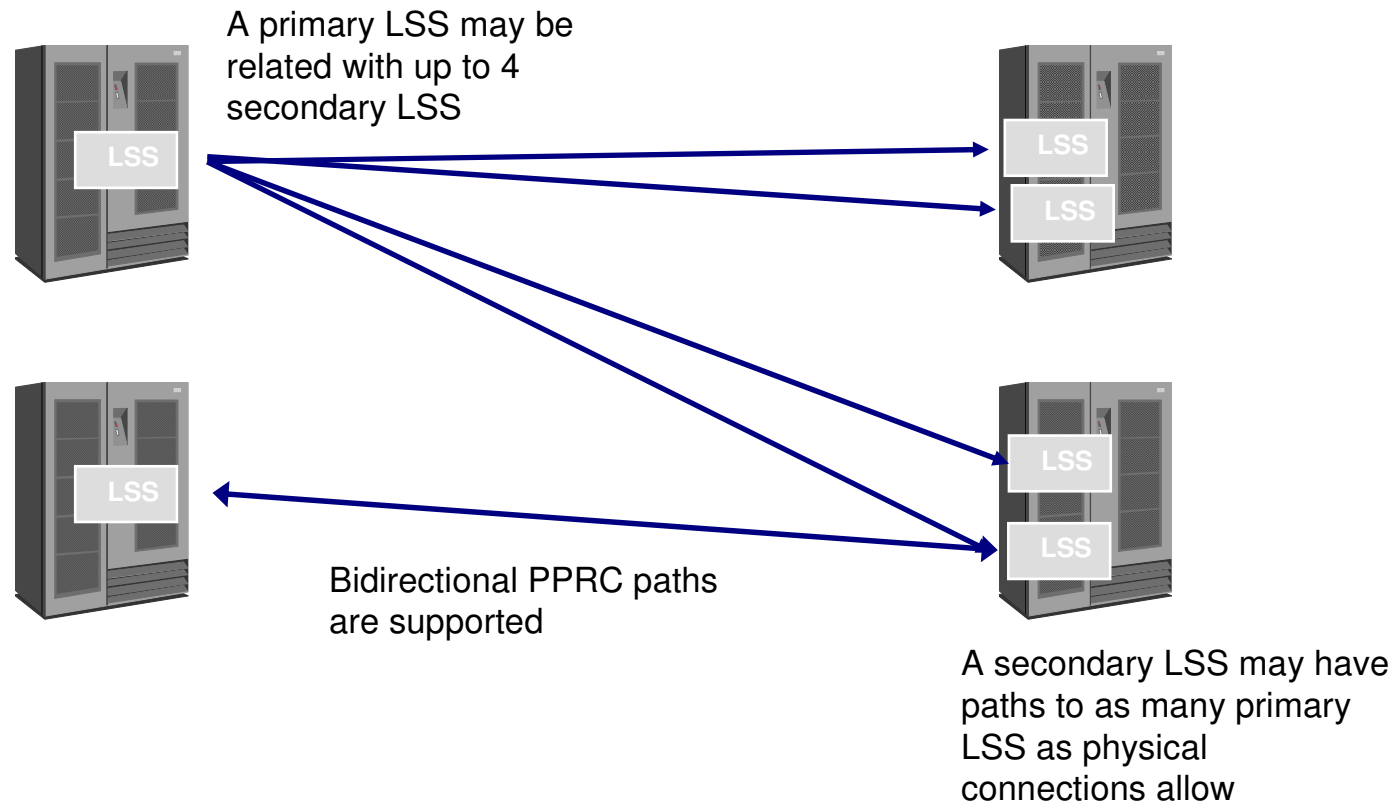 A primary LSS may be
related with up to 4
secondary LSS
LSS
LSS
LSS
LSS
LSS
LSS
Bidirectional PPRC paths
are supported
A secondary LSS may have
paths to as many primary
LSS as physical
connections allow